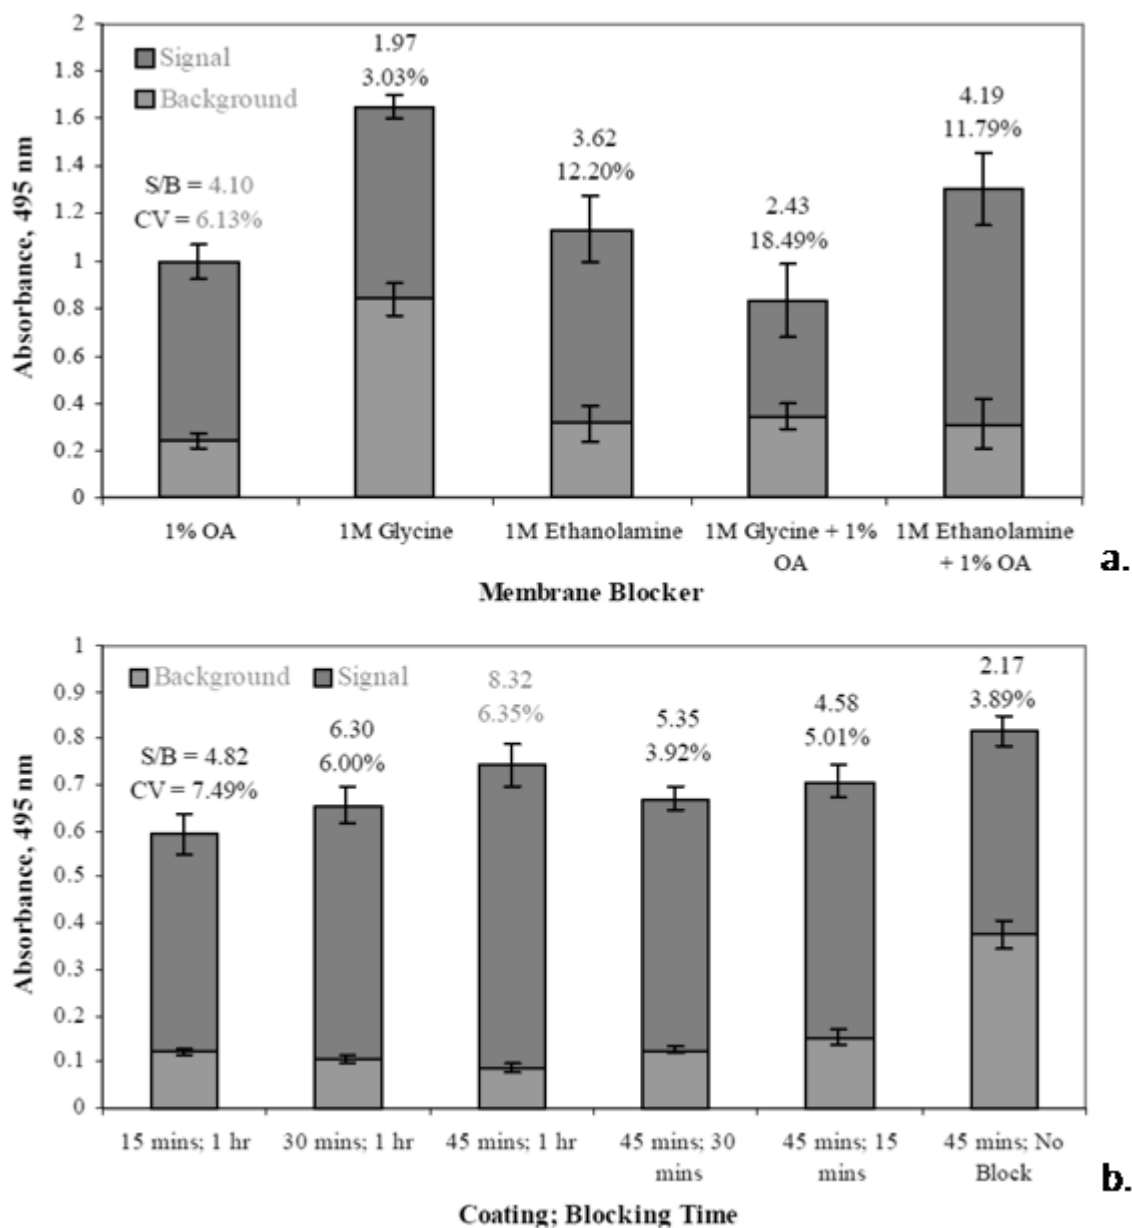 2
1.8
1.6
1.4
1.2
1
0.8
0.6
0.4
0.2
0
Absorbance, 495 nm
Signal
Background
S/B = 4.10
CV = 6.13%
1.97
3.03%
3.62
12.20%
2.43
18.49%
4.19
11.79%
1% OA
1M Glycine
1M Ethanolamine
1M Glycine + 1%
OA
1M Ethanolamine
+ 1% OA
Membrane Blocker
a.
1
0.9
0.8
0.7
0.6
0.5
0.4
0.3
0.2
0.1
0
Absorbance, 495 nm
Background
Signal
S/B = 4.82
CV = 7.49%
6.30
6.00%
8.32
6.35%
5.35
3.92%
4.58
5.01%
2.17
3.89%
15 mins; 1 hr
30 mins; 1 hr
45 mins; 1 hr
45 mins; 30
mins
45 mins; 15
mins
45 mins; No
Block
Coating; Blocking Time
b.